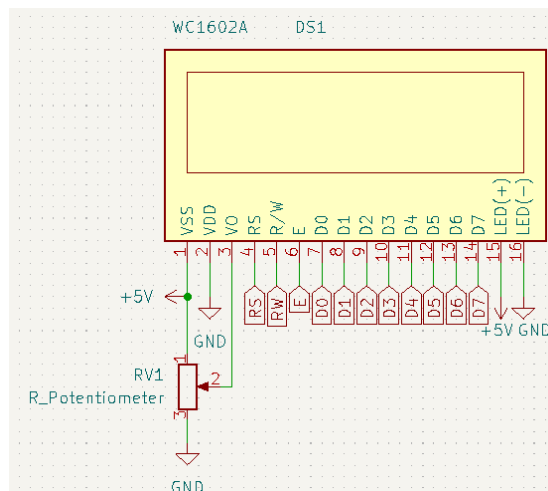 WC1602A DS1
VSS VDD VO RS R/W E D0 D1 D2 D3 D4 D5 D6 D7 LED(+) LED(-)
1 2 3 4 5 6 7 8 9 10 11 12 13 14 15 16
+5V
RS RW E D0 D1 D2 D3 D4 D5 D6 D7
+5V GND
GND
1
RV1
2
R_Potentiometer
3
GND